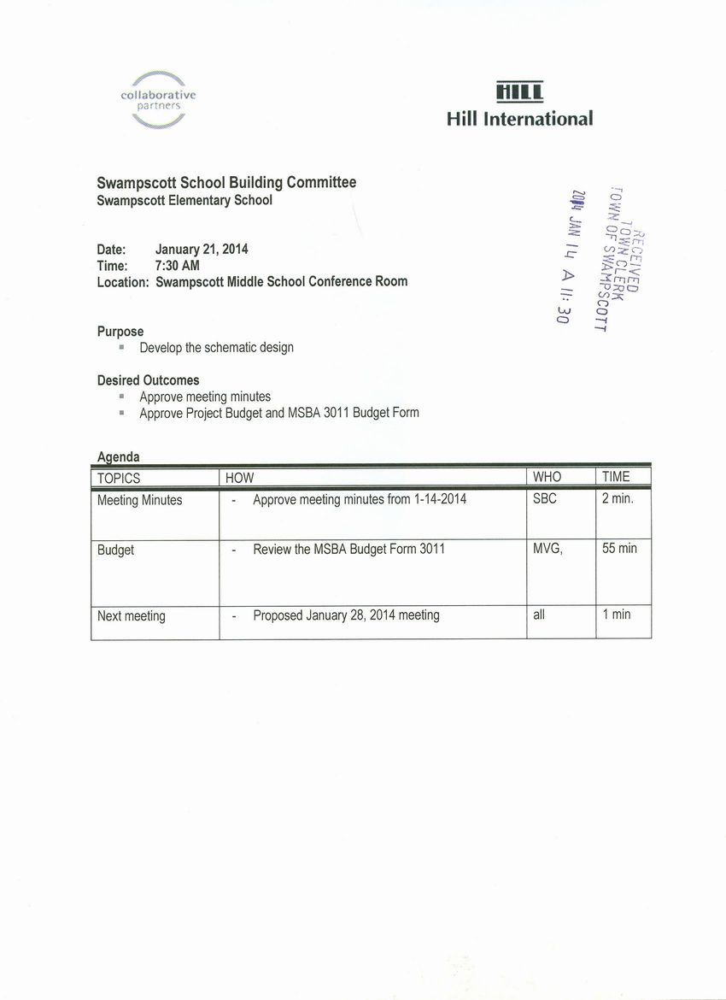 collaborative
partners
HILL
Hill International
Swampscott School Building Committee
Swampscott Elementary School
RECEIVED
TOWN CLERK
TOWN OF SWAMPSCOTT
2014 JAN 14 A 11: 30
Date: January 21, 2014
Time: 7:30 AM
Location: Swampscott Middle School Conference Room
Purpose
▪ Develop the schematic design
Desired Outcomes
▪ Approve meeting minutes
▪ Approve Project Budget and MSBA 3011 Budget Form
Agenda
TOPICS HOW WHO TIME
Meeting Minutes - Approve meeting minutes from 1-14-2014 SBC 2 min.
Budget - Review the MSBA Budget Form 3011 MVG, 55 min
Next meeting - Proposed January 28, 2014 meeting all 1 min